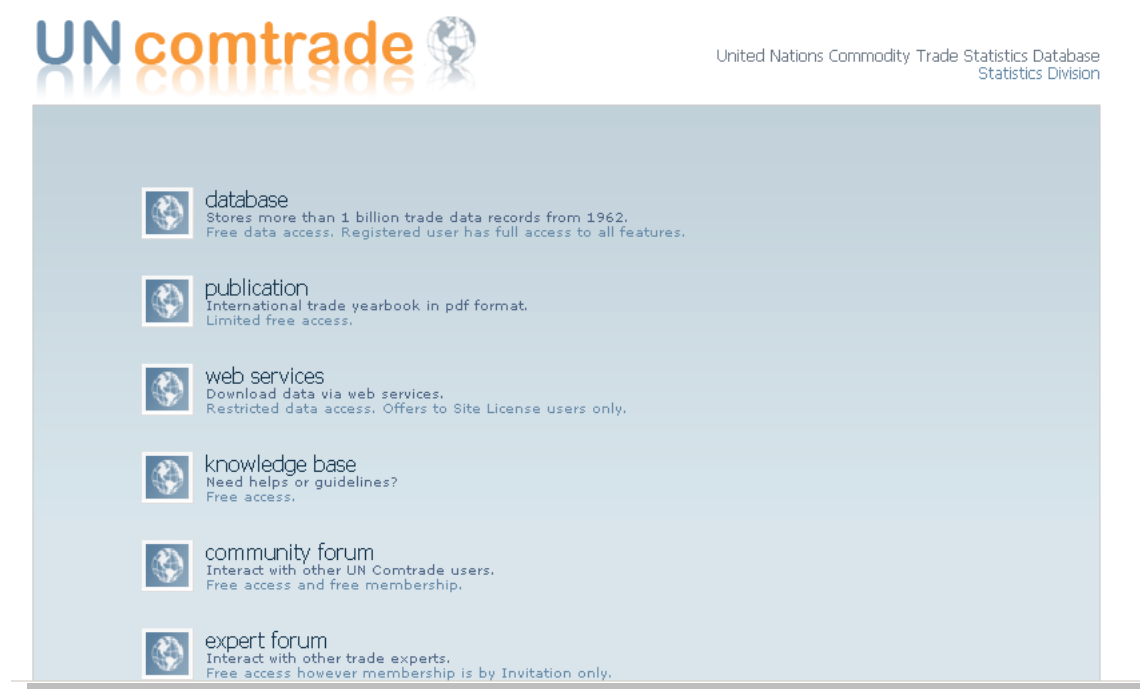 UN comtrade
United Nations Commodity Trade Statistics Database
Statistics Division
database
Stores more than 1 billion trade data records from 1962.
Free data access. Registered user has full access to all features.
publication
International trade yearbook in pdf format.
Limited free access.
web services
Download data via web services.
Restricted data access. Offers to Site License users only.
knowledge base
Need helps or guidelines?
Free access.
community forum
Interact with other UN Comtrade users.
Free access and free membership.
expert forum
Interact with other trade experts.
Free access however membership is by Invitation only.